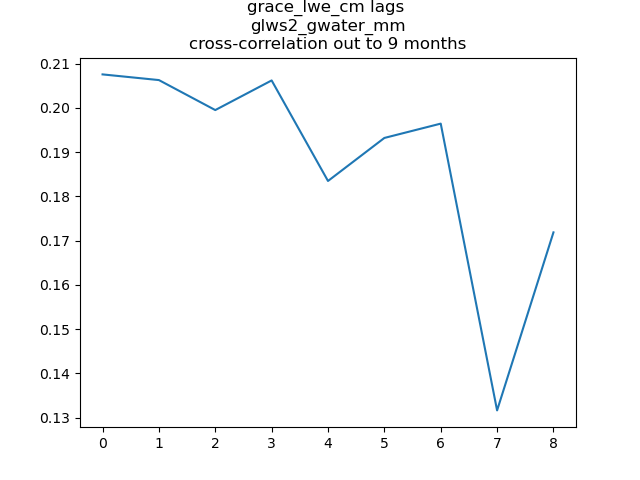 grace_lwe_cm lags
glws2_gwater_mm
cross-correlation out to 9 months
0.21
0.20
0.19
0.18
0.17
0.16
0.15
0.14
0.13
0 1 2 3 4 5 6 7 8